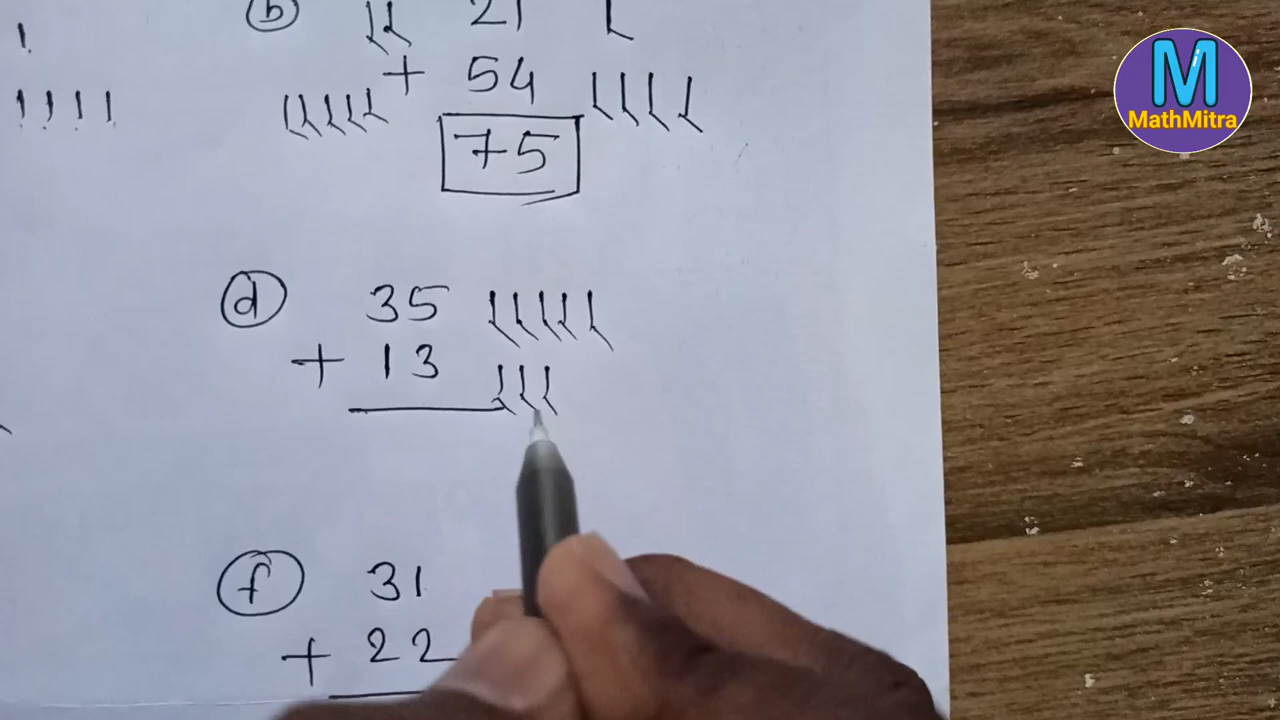 (b) 21
+ 54
75
(d) 35
+ 13
(f) 31
+ 22
M
MathMitra